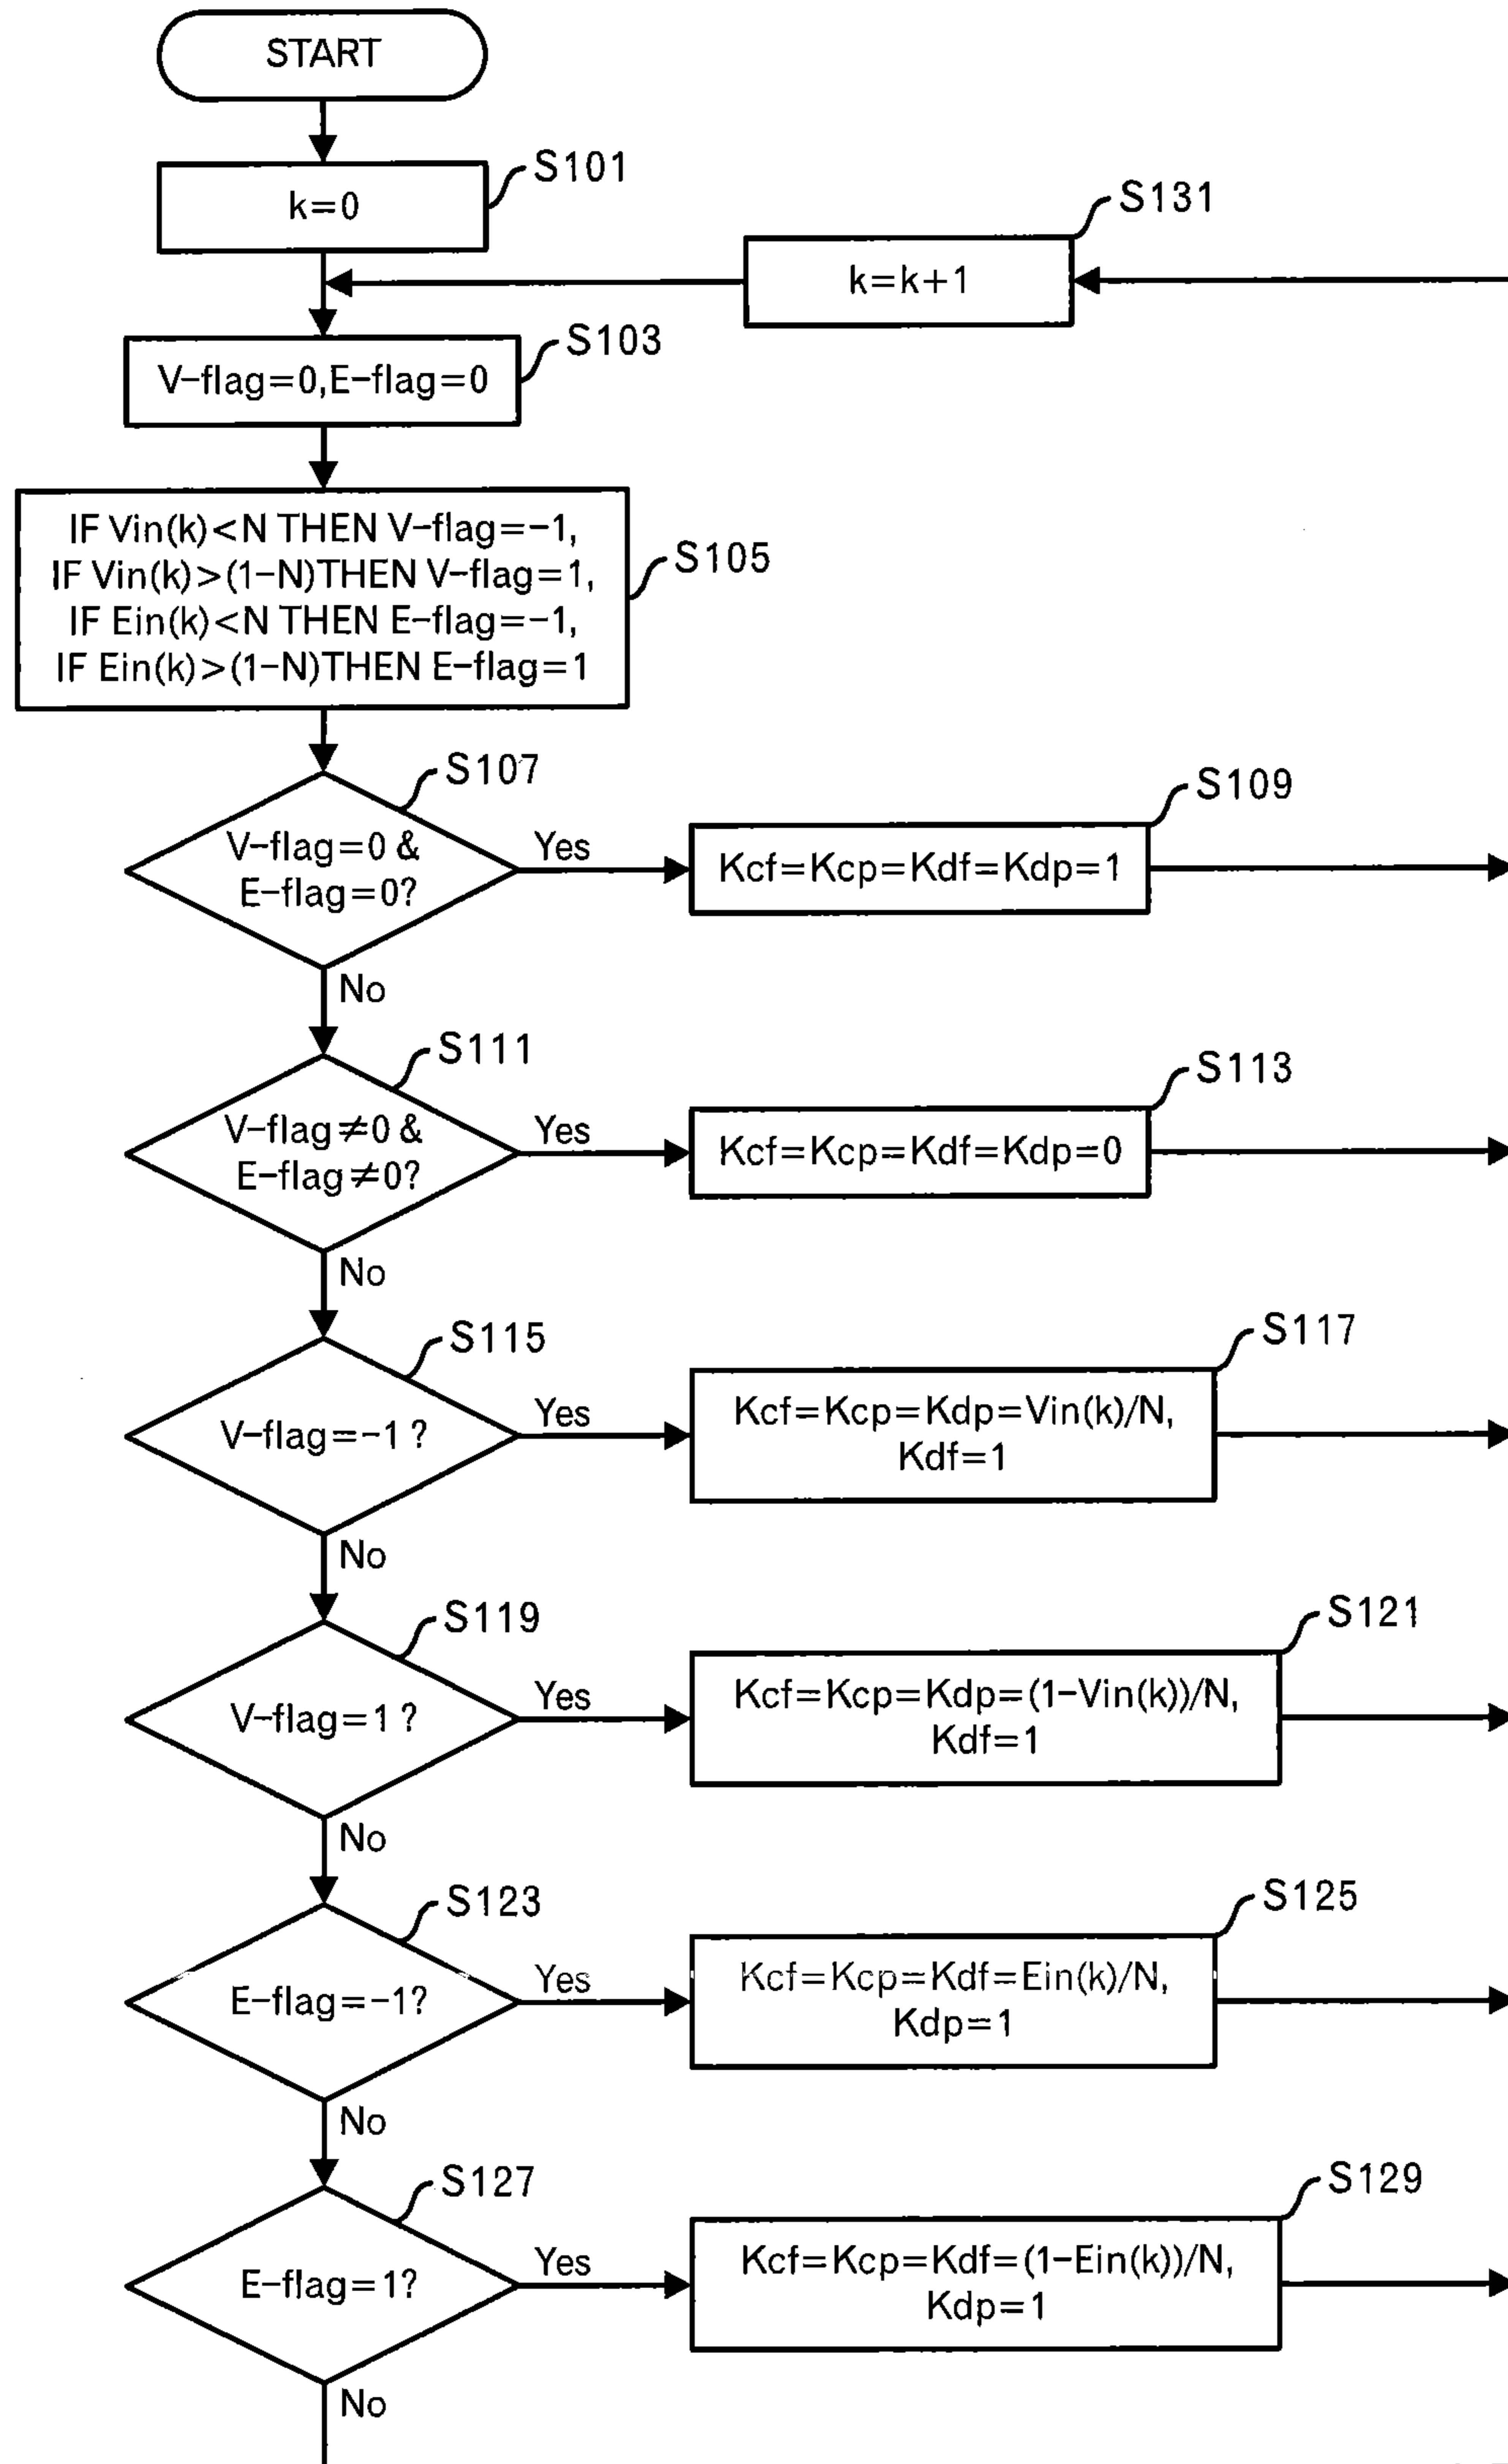 START
S101
k=0
S131
k=k+1
S103
V-flag=0,E-flag=0
IF Vin(k)<N THEN V-flag=-1,
IF Vin(k)>(1-N)THEN V-flag=1,
IF Ein(k)<N THEN E-flag=-1,
IF Ein(k)>(1-N)THEN E-flag=1
S105
S107
V-flag=0 &
E-flag=0?
Yes
S109
Kcf=Kcp=Kdf=Kdp=1
No
S111
V-flag≠0 &
E-flag≠0?
Yes
S113
Kcf=Kcp=Kdf=Kdp=0
No
S115
V-flag=-1 ?
Yes
S117
Kcf=Kcp=Kdp=Vin(k)/N,
Kdf=1
No
S119
V-flag=1 ?
Yes
S121
Kcf=Kcp=Kdp=(1-Vin(k))/N,
Kdf=1
No
S123
E-flag=-1?
Yes
S125
Kcf=Kcp=Kdf=Ein(k)/N,
Kdp=1
No
S127
E-flag=1?
Yes
S129
Kcf=Kcp=Kdf=(1-Ein(k))/N,
Kdp=1
No